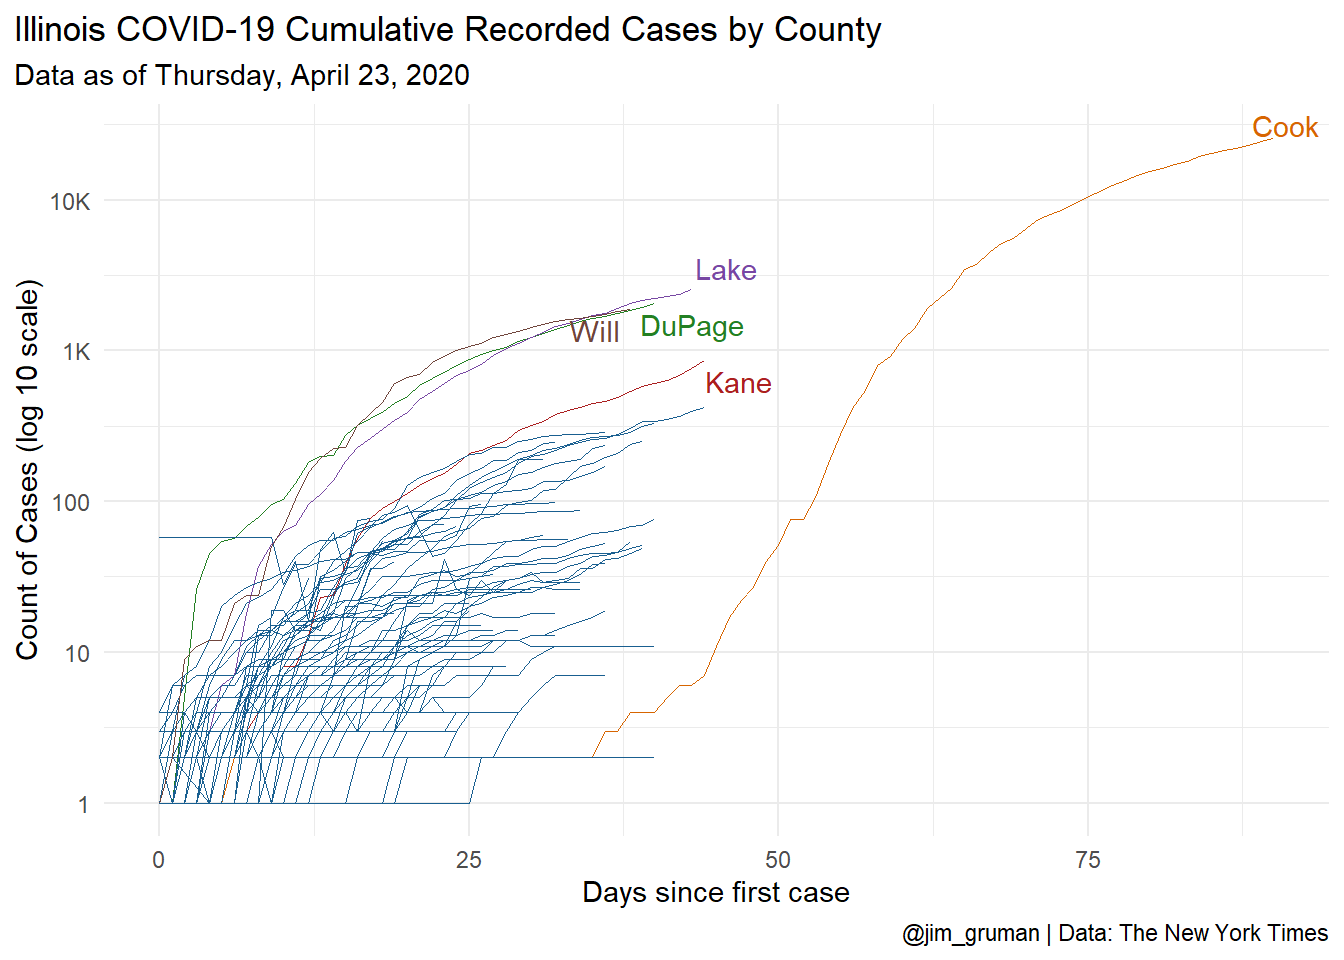 Illinois COVID-19 Cumulative Recorded Cases by County
Data as of Thursday, April 23, 2020
Count of Cases (log 10 scale)
10K
1K
100
10
1
Cook
Lake
Will
DuPage
Kane
0
25
50
75
Days since first case
@jim_gruman | Data: The New York Times